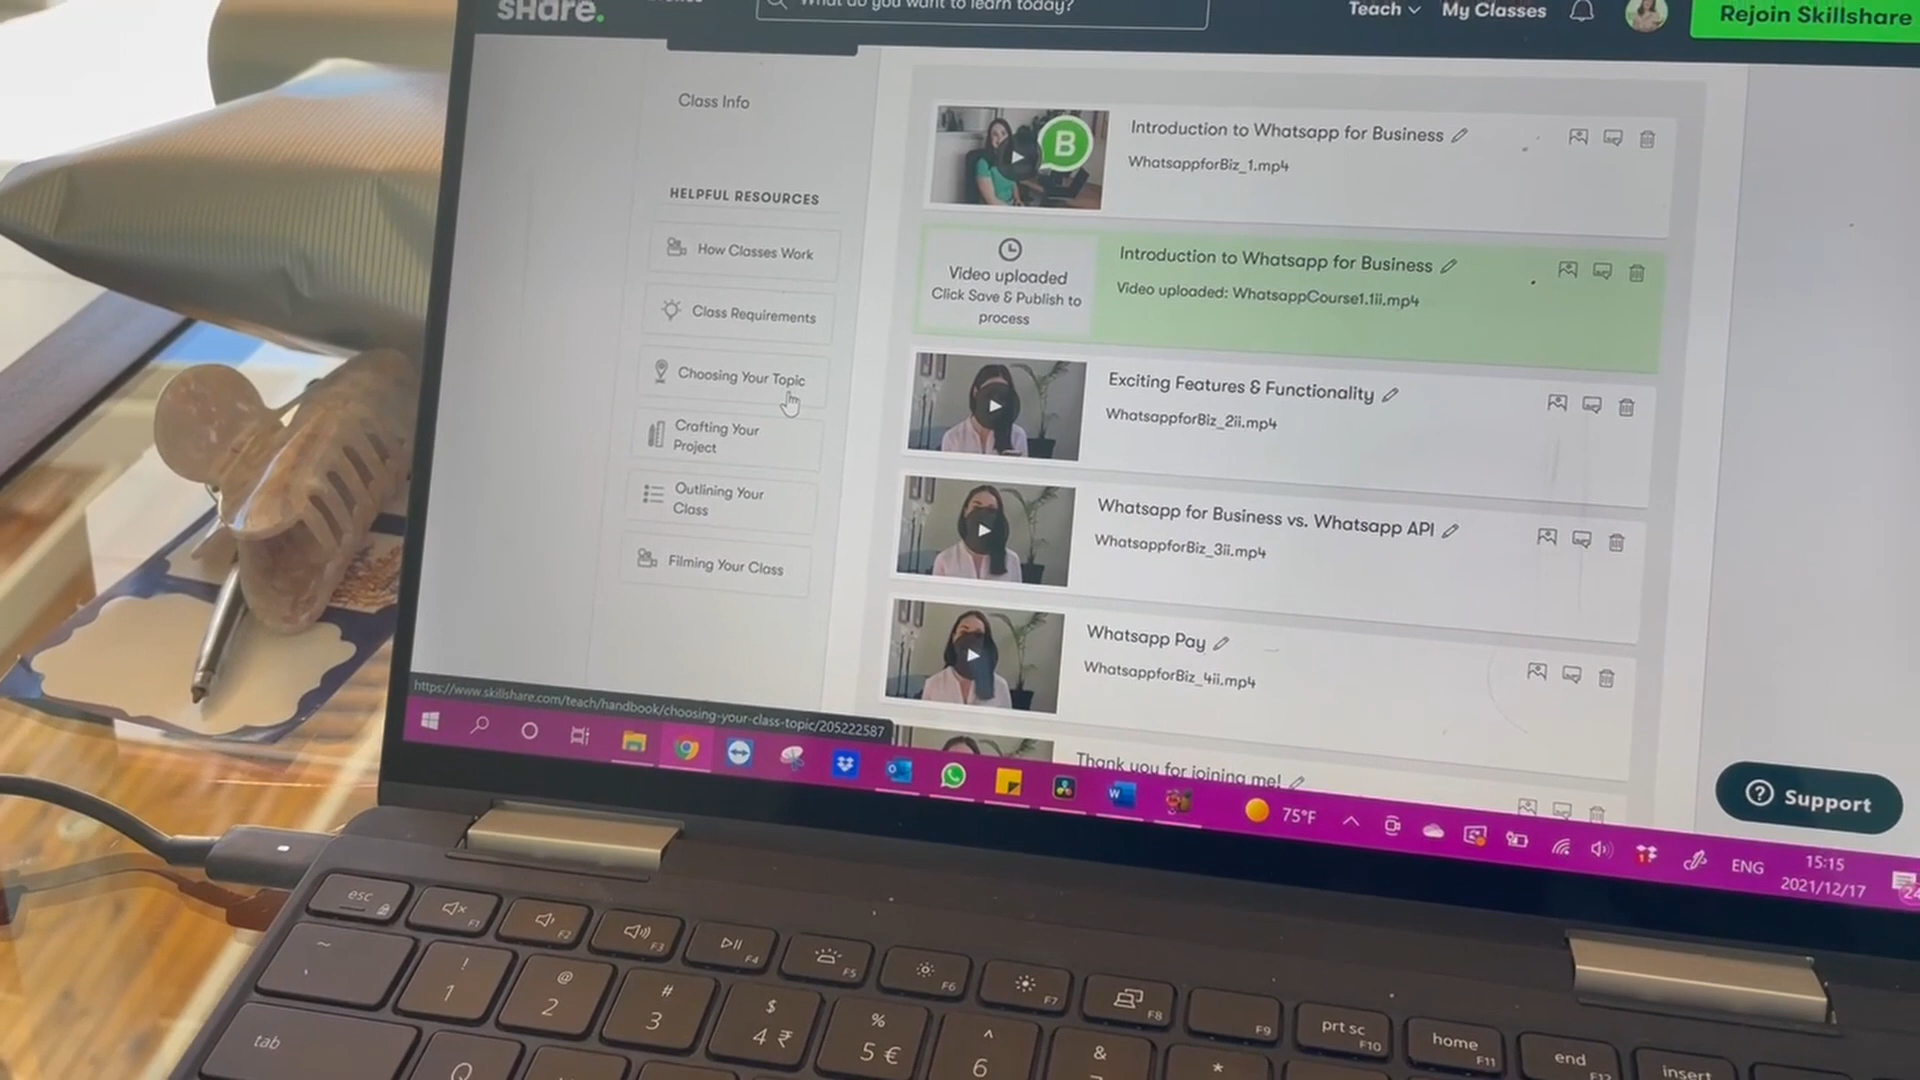 SHare.
What do you want to learn today?
Teach
My Classes
Rejoin Skillshare
Class Info
HELPFUL RESOURCES
How Classes Work
Class Requirements
Choosing Your Topic
Crafting Your
Project
Outlining Your
Class
Filming Your Class
B
Introduction to Whatsapp for Business
WhatsappforBiz_1.mp4
Video uploaded
Click Save & Publish to
process
Introduction to Whatsapp for Business
Video uploaded: WhatsappCourse1.1ii.mp4
Exciting Features & Functionality
WhatsappforBiz_2ii.mp4
Whatsapp for Business vs. Whatsapp API
WhatsappforBiz_3ii.mp4
Whatsapp Pay
WhatsappforBiz_4ii.mp4
Thank you for joining me!
Support
https://www.skillshare.com/teach/handbook/choosing-your-class-topic/205222587
75°F
ENG
15:15
2021/12/17
24
esc
F1
F2
F3
F4
F5
F6
F7
F8
F9
prt sc
F10
home
F11
end
F12
insert
~
!
1
@
2
#
3
$
4 ₹
%
5 €
^
6
&
*
tab
Q